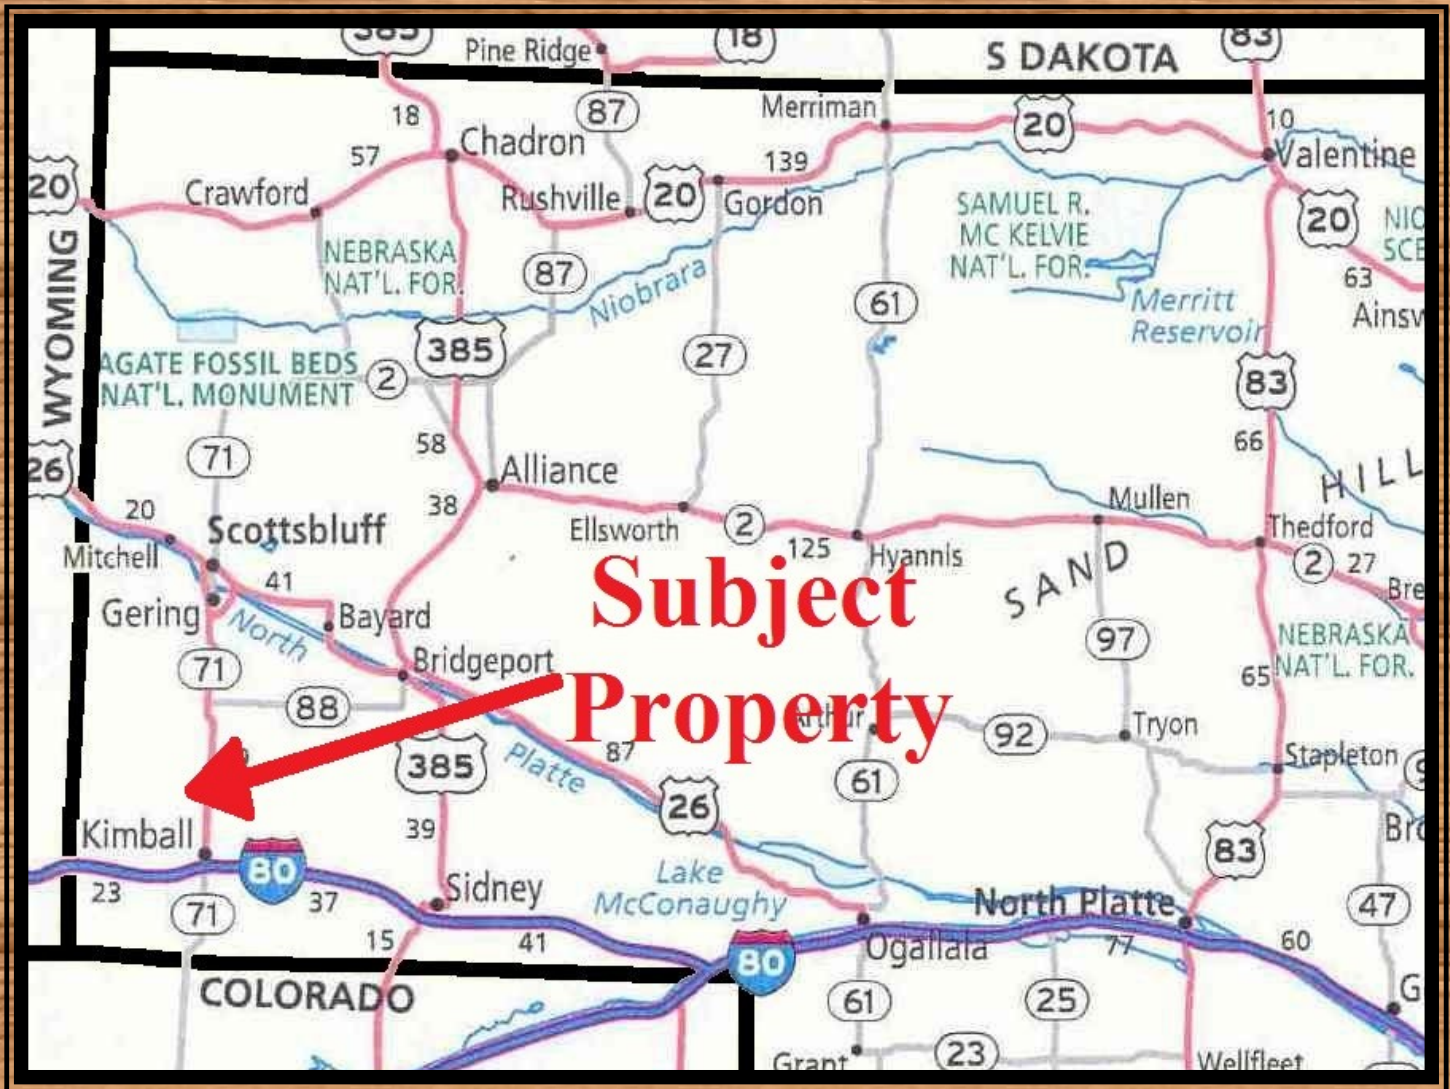 385
Pine Ridge
18
83
S DAKOTA
18
87
Merriman
20
10
57
Chadron
139
Valentine
20
Crawford
Rushville
20
Gordon
SAMUEL R.
MC KELVIE
NAT'L. FOR.
20
NEBRASKA
NAT'L. FOR.
87
Niobrara
61
Merritt
Reservoir
63
WYOMING
AGATE FOSSIL BEDS
NAT'L. MONUMENT
2
385
27
83
71
58
66
26
Alliance
20
38
Mullen
Scottsbluff
Ellsworth
2
125
Hyannis
Thedford
2
27
Mitchell
41
SAND
Subject
Property
Gering
Bayard
North
97
NEBRASKA
NAT'L. FOR.
71
Bridgeport
65
88
Arthur
92
Tryon
Stapleton
385
Platte
87
61
26
Kimball
39
83
80
Lake
McConaughy
23
37
Sidney
North Platte
47
71
15
41
80
Ogallala
77
60
COLORADO
61
25
Grant
23
Wellfleet